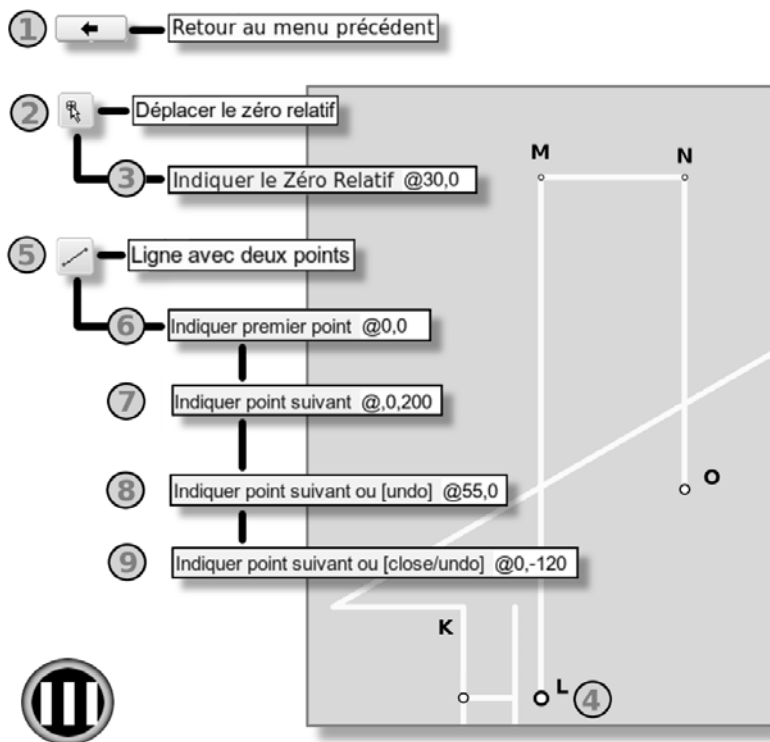 1 Retour au menu précédent
2 Déplacer le zéro relatif
3 Indiquer le Zéro Relatif @30,0
M N
5 Ligne avec deux points
6 Indiquer premier point @0,0
7 Indiquer point suivant @,0,200
8 Indiquer point suivant ou [undo] @55,0
O
9 Indiquer point suivant ou [close/undo] @0,-120
K
L 4
III